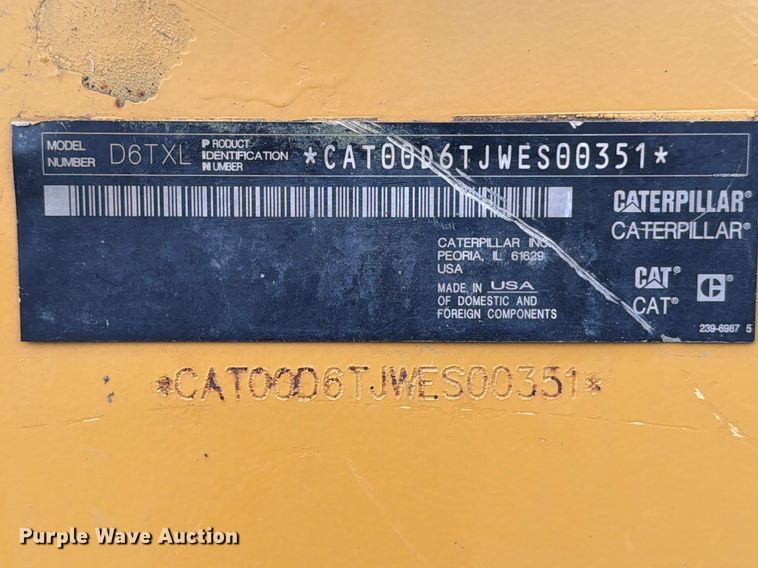 MODEL NUMBER D6TXL PRODUCT IDENTIFICATION NUMBER *CAT00D6TJWES00351*
CATERPILLAR®
CATERPILLAR®
CATERPILLAR INC.
PEORIA, IL 61629
USA
MADE IN USA
OF DOMESTIC AND
FOREIGN COMPONENTS
CAT®
CAT®
C®
239-6987 5
*CAT00D6TJWES00351*
Purple Wave Auction